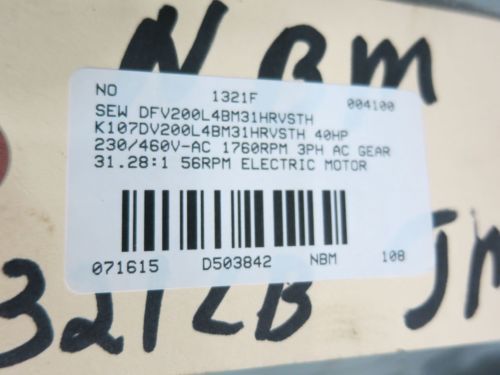 NBM
NO 1321F 004100
SEW DFV200L4BM31HRVSTH
K107DV200L4BM31HRVSTH 40HP
230/460V-AC 1760RPM 3PH AC GEAR
31.28:1 56RPM ELECTRIC MOTOR
071615 D503842 NBM 108